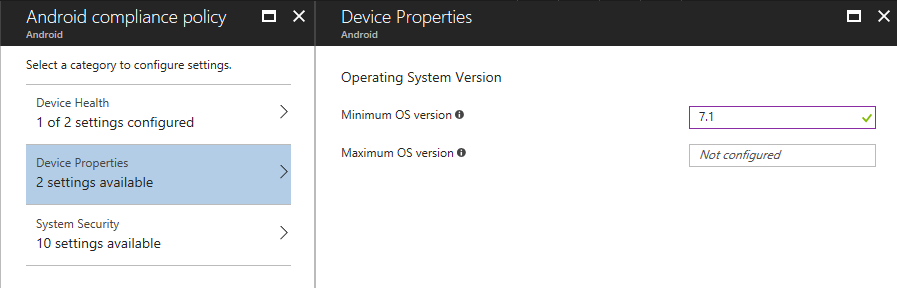 Android compliance policy
Android
Select a category to configure settings.
Device Health
1 of 2 settings configured
Device Properties
2 settings available
System Security
10 settings available
Device Properties
Android
Operating System Version
Minimum OS version
7.1
Maximum OS version
Not configured